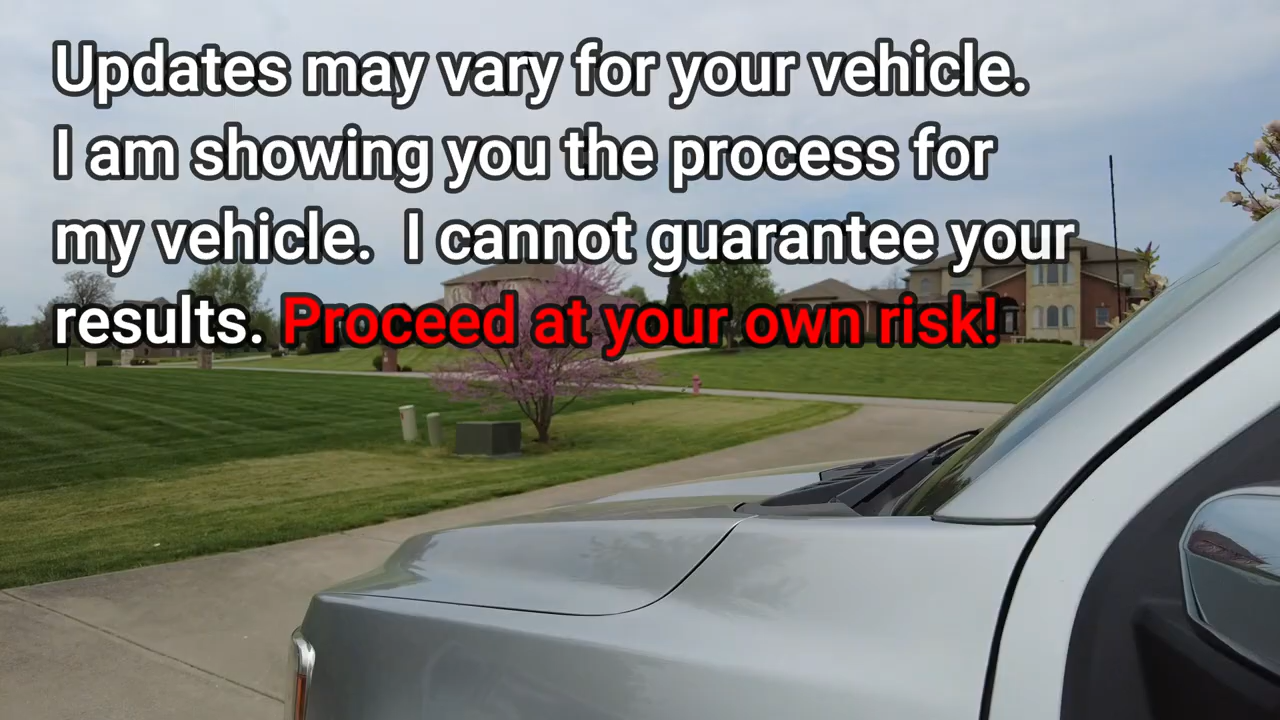 Updates may vary for your vehicle.
I am showing you the process for
my vehicle.  I cannot guarantee your
results. Proceed at your own risk!